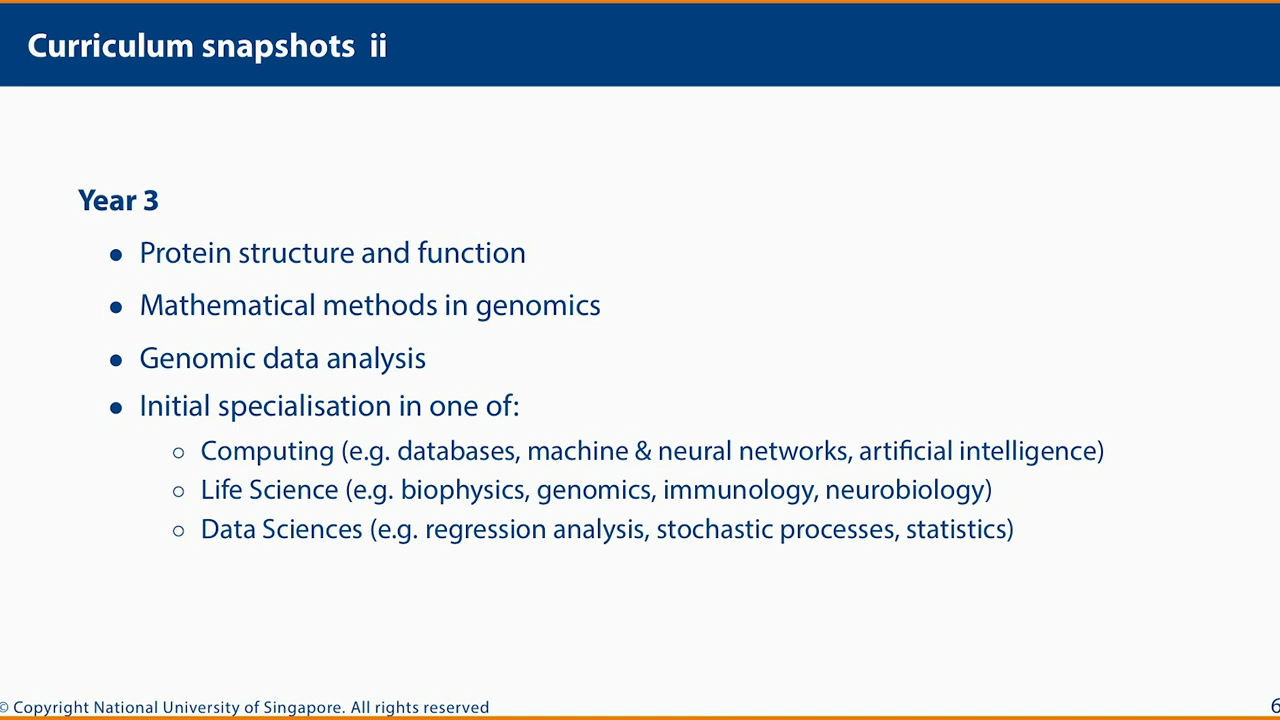 Curriculum snapshots ii
Year 3
• Protein structure and function
• Mathematical methods in genomics
• Genomic data analysis
• Initial specialisation in one of:
○ Computing (e.g. databases, machine & neural networks, artificial intelligence)
○ Life Science (e.g. biophysics, genomics, immunology, neurobiology)
○ Data Sciences (e.g. regression analysis, stochastic processes, statistics)
© Copyright National University of Singapore. All rights reserved
6